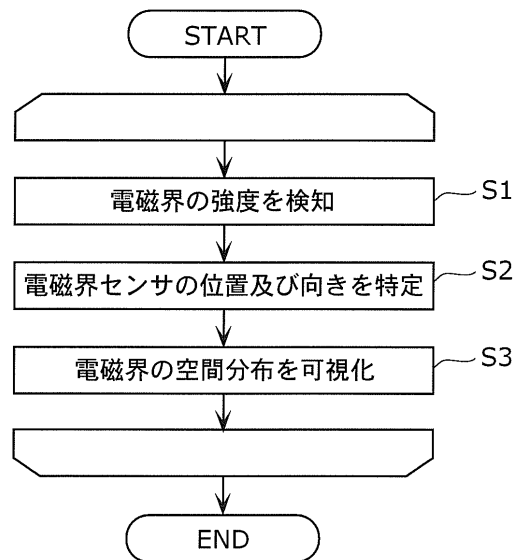 START
電磁界の強度を検知
S1
電磁界センサの位置及び向きを特定
S2
電磁界の空間分布を可視化
S3
END